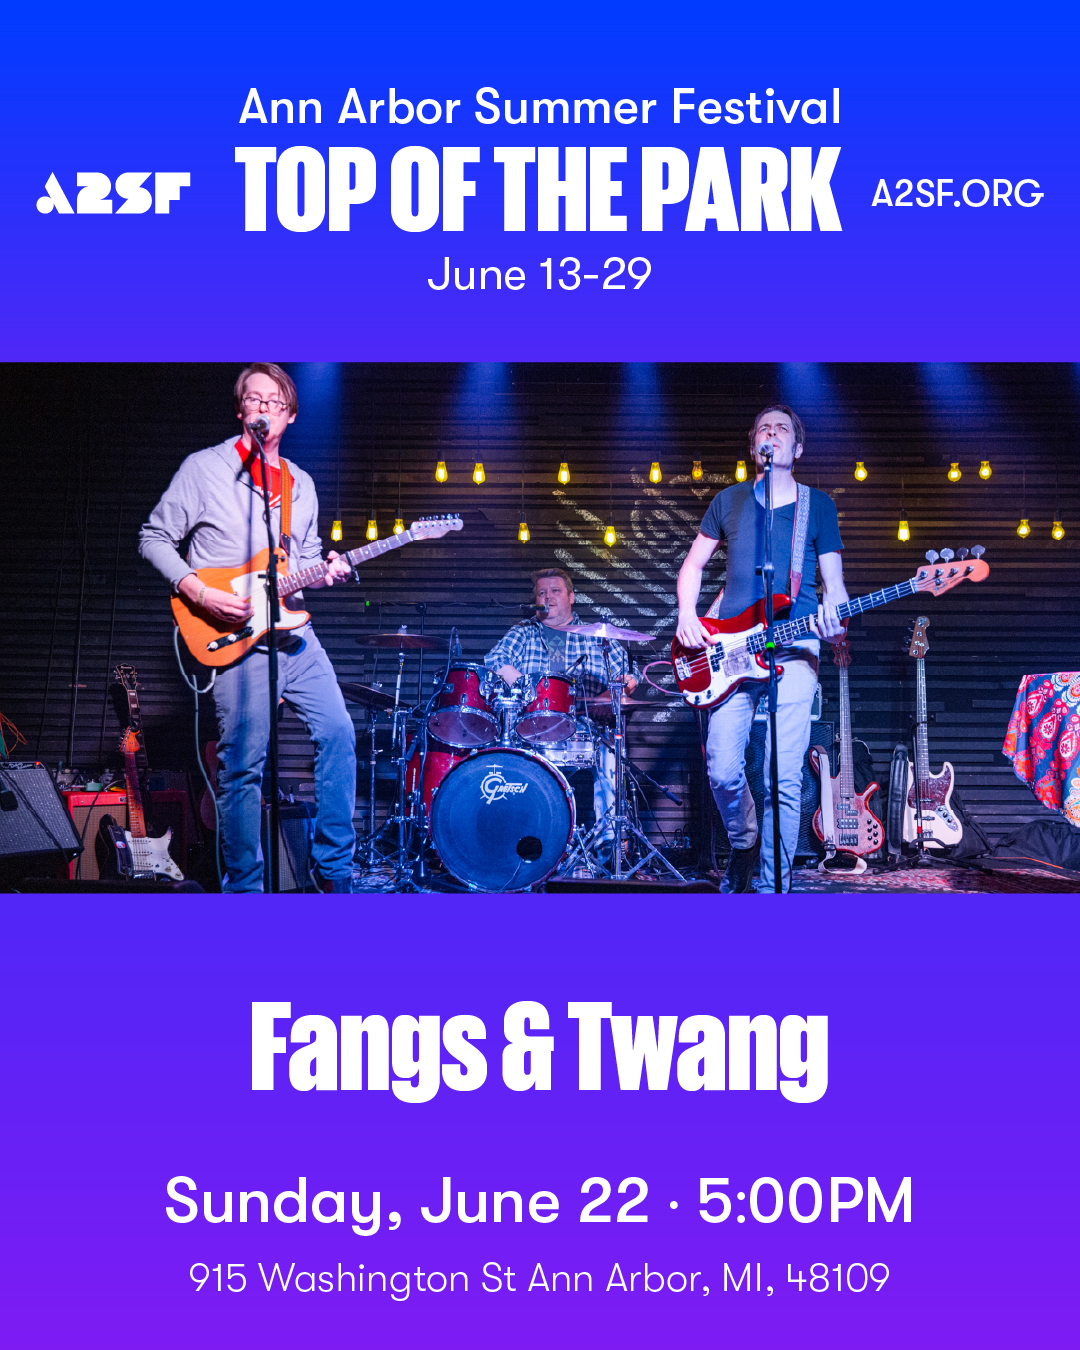 Ann Arbor Summer Festival
A2SF
TOP OF THE PARK
A2SF.ORG
June 13-29
Gretsch
Fangs & Twang
Sunday, June 22 · 5:00PM
915 Washington St Ann Arbor, MI, 48109